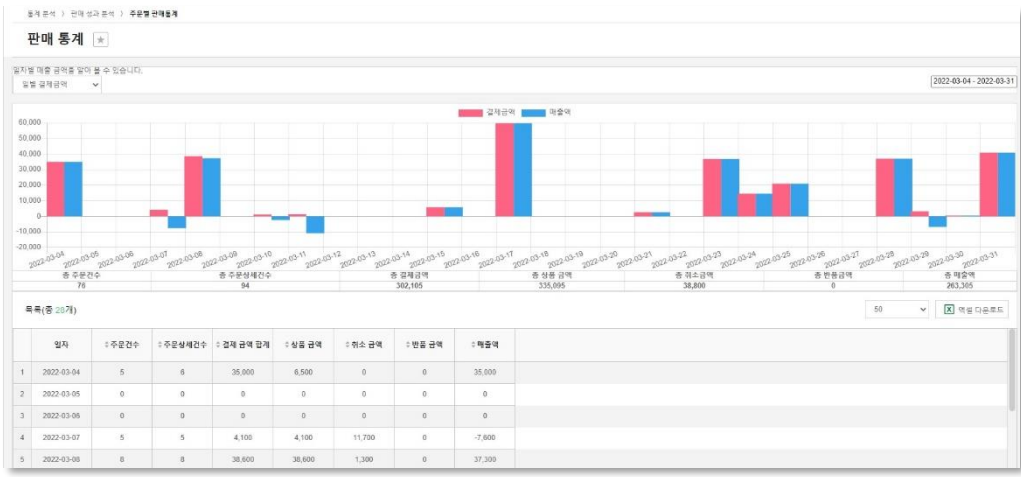 통계 분석 > 판매 성과 분석 > 주문별 판매통계
판매 통계 ★
일자별 매출 금액을 알아 볼 수 있습니다.
일별 결제금액
2022-03-04 - 2022-03-31
결제금액 매출액
60,000
50,000
40,000
30,000
20,000
10,000
0
-10,000
-20,000
2022-03-04 2022-03-05 2022-03-06 2022-03-07 2022-03-08 2022-03-09 2022-03-10 2022-03-11 2022-03-12 2022-03-13 2022-03-14 2022-03-15 2022-03-16 2022-03-17 2022-03-18 2022-03-19 2022-03-20 2022-03-21 2022-03-22 2022-03-23 2022-03-24 2022-03-25 2022-03-26 2022-03-27 2022-03-28 2022-03-29 2022-03-30 2022-03-31
총 주문건수 총 주문상세건수 총 결제금액 총 상품 금액 총 취소금액 총 반품금액 총 매출액
76 94 302,105 335,095 38,800 0 263,305
목록(총 28개)
50
엑셀 다운로드
일자 주문건수 주문상세건수 결제 금액 합계 상품 금액 취소 금액 반품 금액 매출액
1 2022-03-04 5 6 35,000 6,500 0 0 35,000
2 2022-03-05 0 0 0 0 0 0 0
3 2022-03-06 0 0 0 0 0 0 0
4 2022-03-07 5 5 4,100 4,100 11,700 0 -7,600
5 2022-03-08 8 8 38,600 38,600 1,300 0 37,300